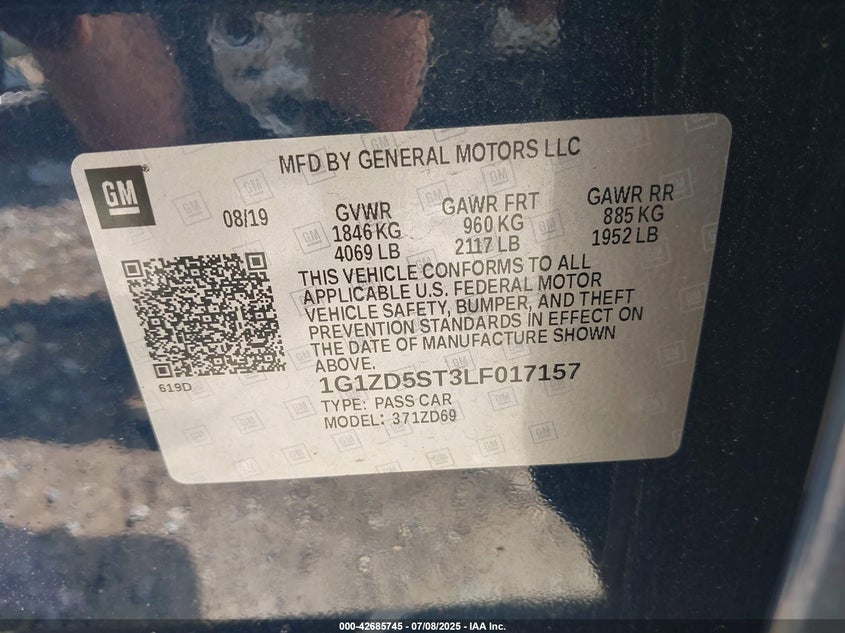 MFD BY GENERAL MOTORS LLC
GM
08/19
GVWR
1846 KG
4069 LB
GAWR FRT
960 KG
2117 LB
GAWR RR
885 KG
1952 LB
THIS VEHICLE CONFORMS TO ALL
APPLICABLE U.S. FEDERAL MOTOR
VEHICLE SAFETY, BUMPER, AND THEFT
PREVENTION STANDARDS IN EFFECT ON
THE DATE OF MANUFACTURE SHOWN
ABOVE.
619D
1G1ZD5ST3LF017157
TYPE: PASS CAR
MODEL: 371ZD69
000-42685745 - 07/08/2025 - IAA Inc.